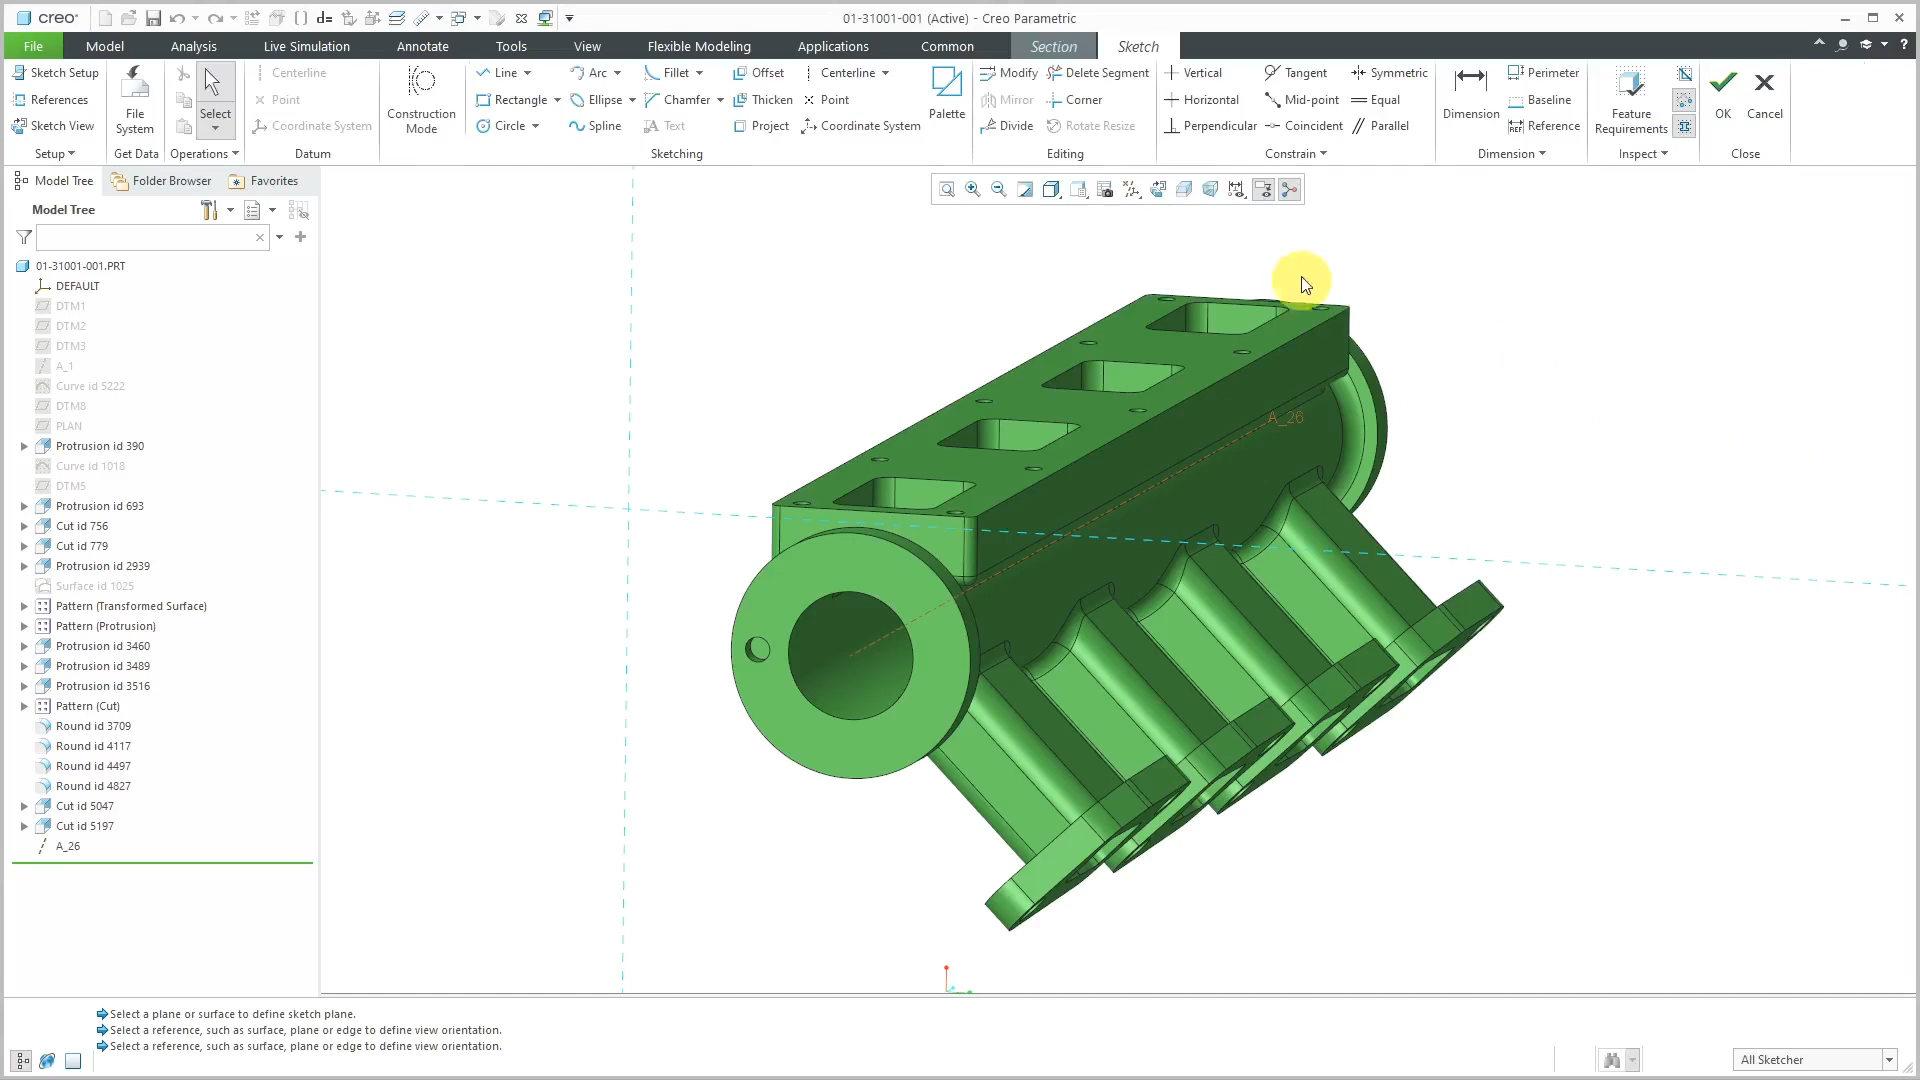 creo
d=
01-31001-001 (Active) - Creo Parametric
File
Model
Analysis
Live Simulation
Annotate
Tools
View
Flexible Modeling
Applications
Common
Section
Sketch
?
Sketch Setup
References
Sketch View
Setup
File
System
Get Data
Select
Operations
Centerline
Point
Coordinate System
Datum
Construction
Mode
Line
Arc
Fillet
Offset
Centerline
Rectangle
Ellipse
Chamfer
Thicken
Point
Circle
Spline
Text
Project
Coordinate System
Palette
Sketching
Modify
Delete Segment
Mirror
Corner
Divide
Rotate Resize
Editing
Vertical
Tangent
Symmetric
Horizontal
Mid-point
Equal
Perpendicular
Coincident
Parallel
Constrain
Dimension
Perimeter
Baseline
REF
Reference
Dimension
Feature
Requirements
Inspect
OK
Cancel
Close
Model Tree
Folder Browser
Favorites
Model Tree
01-31001-001.PRT
DEFAULT
DTM1
DTM2
DTM3
A_1
Curve id 5222
DTM8
PLAN
Protrusion id 390
Curve id 1018
DTM5
Protrusion id 693
Cut id 756
Cut id 779
Protrusion id 2939
Surface id 1025
Pattern (Transformed Surface)
Pattern (Protrusion)
Protrusion id 3460
Protrusion id 3489
Protrusion id 3516
Pattern (Cut)
Round id 3709
Round id 4117
Round id 4497
Round id 4827
Cut id 5047
Cut id 5197
A_26
A_26
Select a plane or surface to define sketch plane.
Select a reference, such as surface, plane or edge to define view orientation.
Select a reference, such as surface, plane or edge to define view orientation.
All Sketcher